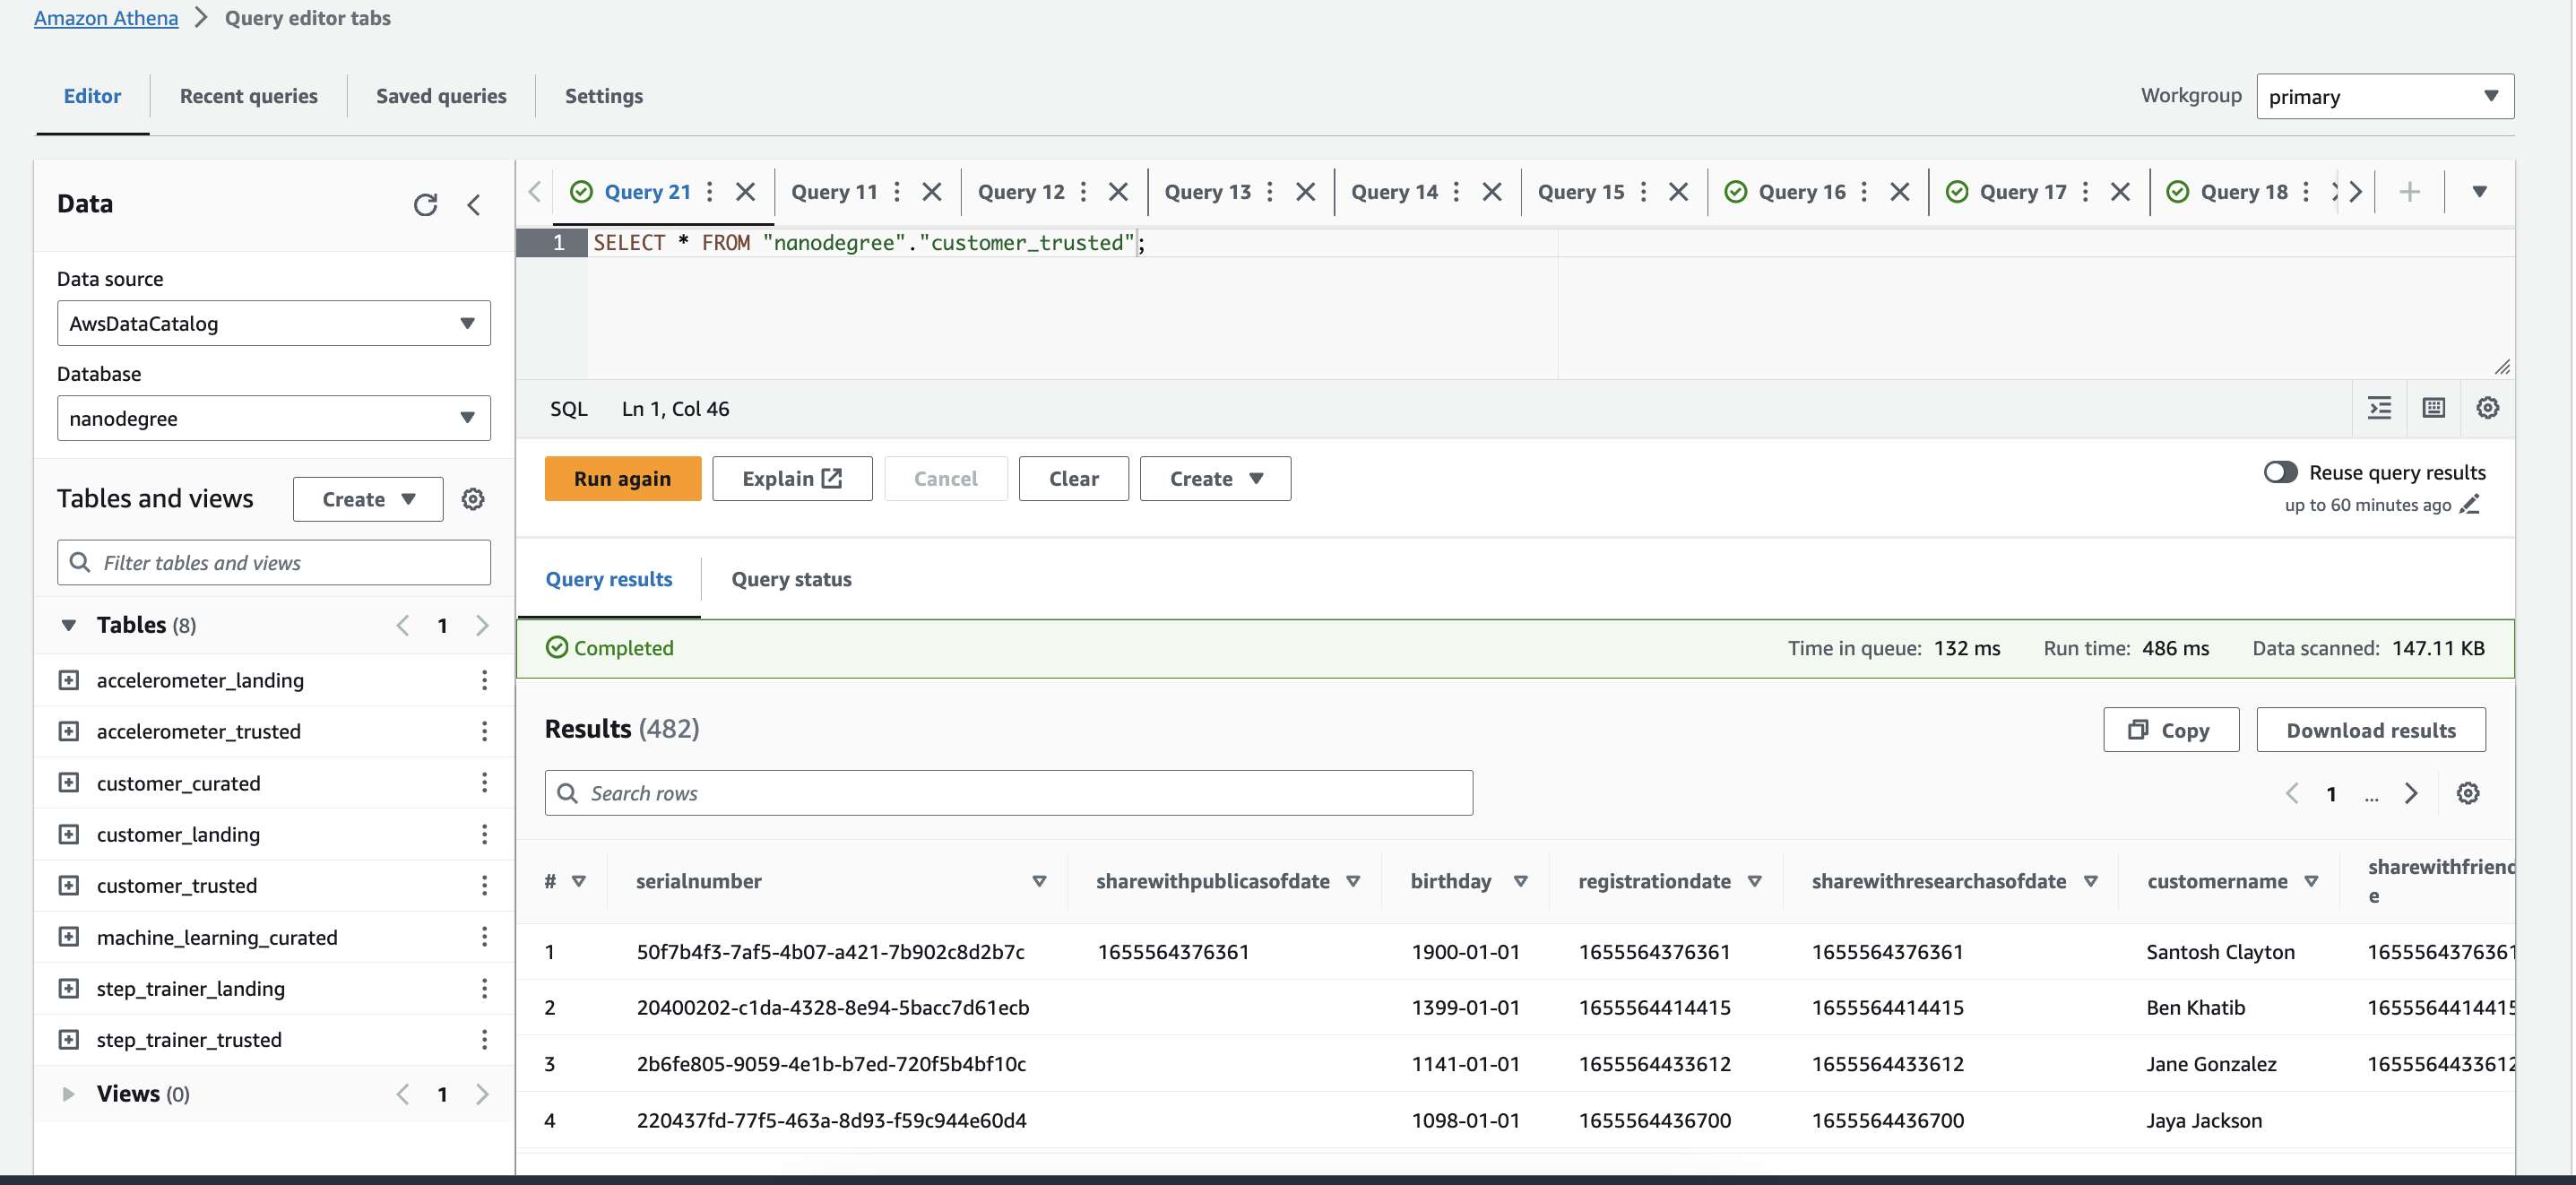 Amazon Athena > Query editor tabs
Editor Recent queries Saved queries Settings
Workgroup primary
Data
Data source
AwsDataCatalog
Database
nanodegree
Tables and views Create
Filter tables and views
Tables (8) 1
accelerometer_landing
accelerometer_trusted
customer_curated
customer_landing
customer_trusted
machine_learning_curated
step_trainer_landing
step_trainer_trusted
Views (0) 1
Query 21 Query 11 Query 12 Query 13 Query 14 Query 15 Query 16 Query 17 Query 18
1 SELECT * FROM "nanodegree"."customer_trusted";
SQL Ln 1, Col 46
Run again Explain Cancel Clear Create
Reuse query results
up to 60 minutes ago
Query results Query status
Completed Time in queue: 132 ms Run time: 486 ms Data scanned: 147.11 KB
Results (482) Copy Download results
Search rows 1 ...
# serialnumber sharewithpublicasofdate birthday registrationdate sharewithresearchasofdate customername sharewithfriend
e
1 50f7b4f3-7af5-4b07-a421-7b902c8d2b7c 1655564376361 1900-01-01 1655564376361 1655564376361 Santosh Clayton 1655564376361
2 20400202-c1da-4328-8e94-5bacc7d61ecb 1399-01-01 1655564414415 1655564414415 Ben Khatib 1655564414415
3 2b6fe805-9059-4e1b-b7ed-720f5b4bf10c 1141-01-01 1655564433612 1655564433612 Jane Gonzalez 1655564433612
4 220437fd-77f5-463a-8d93-f59c944e60d4 1098-01-01 1655564436700 1655564436700 Jaya Jackson